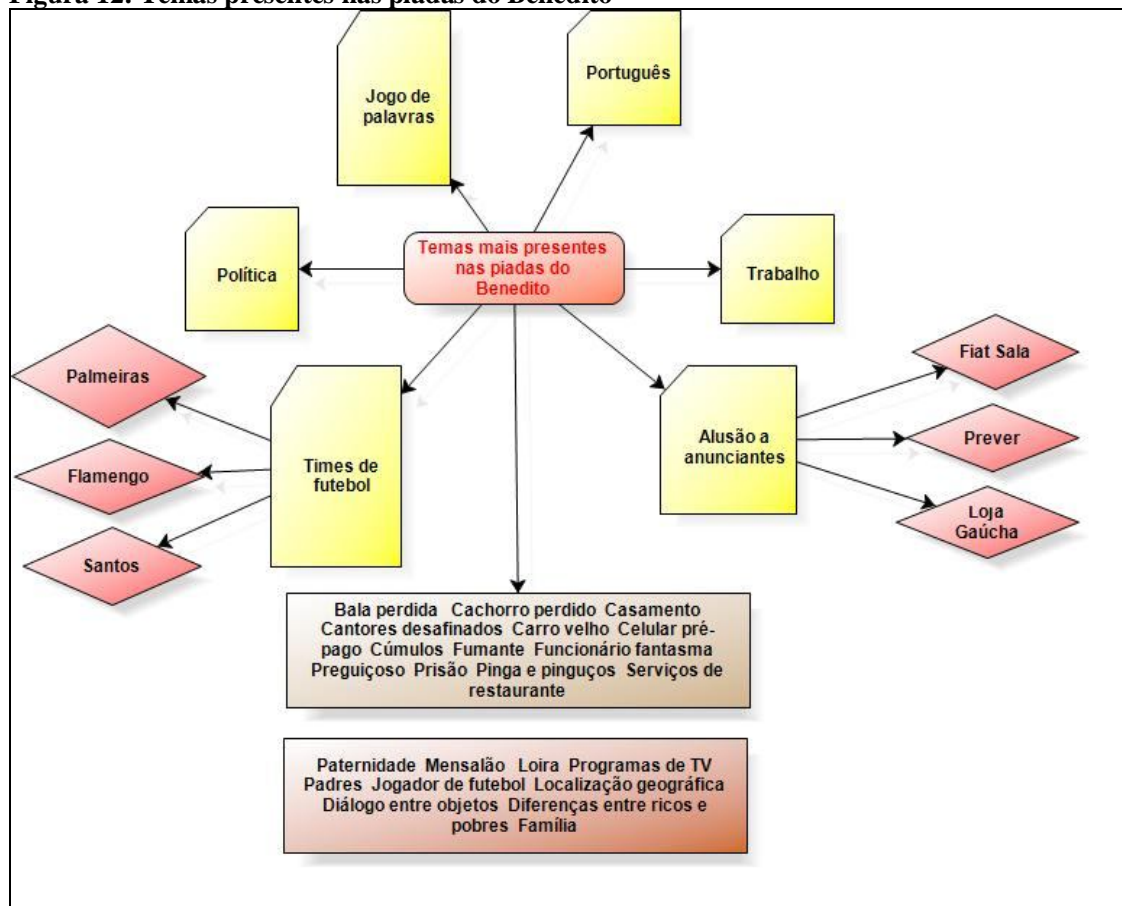 Figura 12: Temas presentes nas piadas do Benedito
Jogo de
palavras
Português
Política
Temas mais presentes
nas piadas do
Benedito
Trabalho
Palmeiras
Flamengo
Santos
Times de
futebol
Alusão a
anunciantes
Fiat Sala
Prever
Loja
Gaúcha
Bala perdida Cachorro perdido Casamento
Cantores desafinados Carro velho Celular pré-
pago Cúmulos Fumante Funcionário fantasma
Preguiçoso Prisão Pinga e pinguços Serviços de
restaurante
Paternidade Mensalão Loira Programas de TV
Padres Jogador de futebol Localização geográfica
Diálogo entre objetos Diferenças entre ricos e
pobres Família